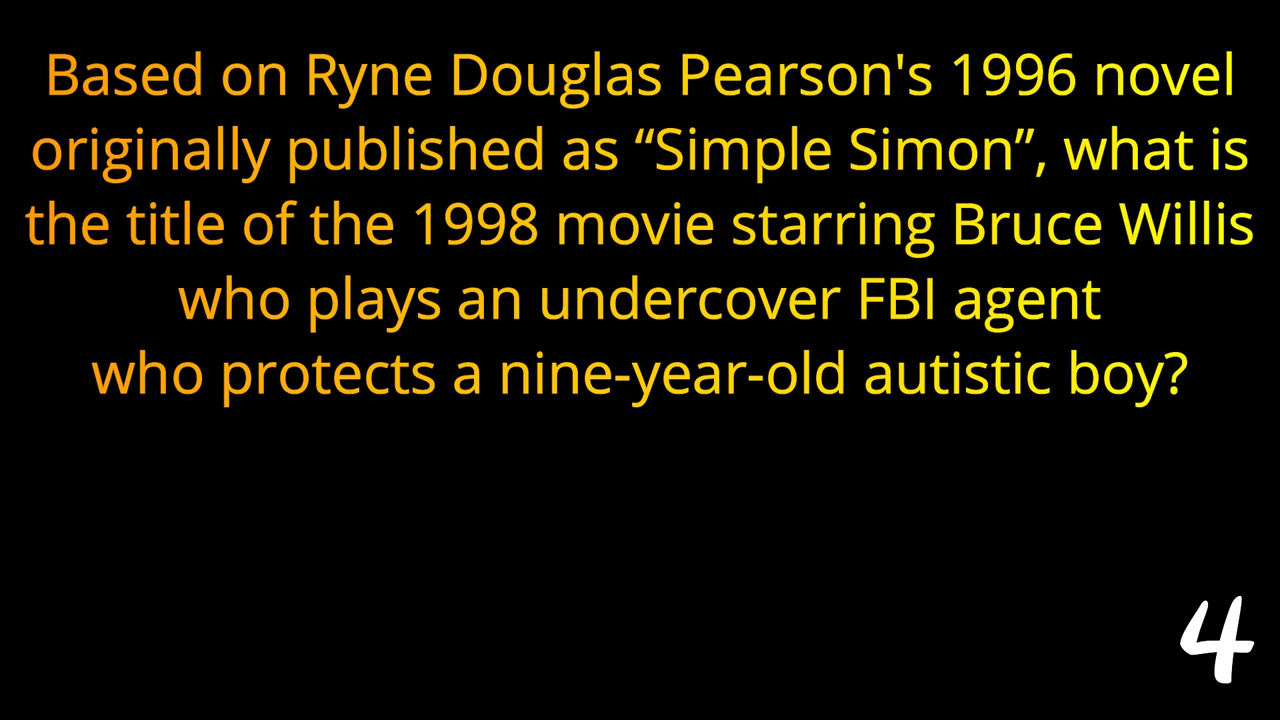 Based on Ryne Douglas Pearson's 1996 novel
originally published as “Simple Simon”, what is
the title of the 1998 movie starring Bruce Willis
who plays an undercover FBI agent
who protects a nine-year-old autistic boy?
4